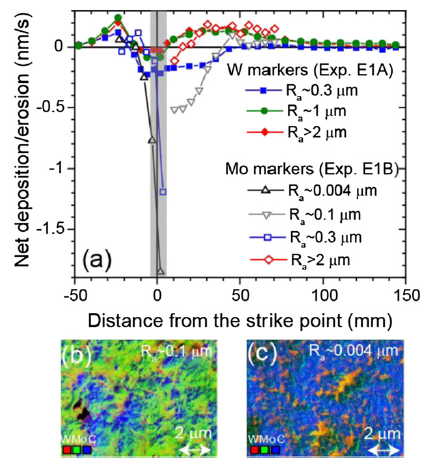 Net deposition/erosion (nm/s)
0
-0.5
-1
-1.5
W markers (Exp. E1A)
Ra~0.3 µm
Ra~1 µm
Ra>2 µm
Mo markers (Exp. E1B)
Ra~0.004 µm
Ra~0.1 µm
Ra~0.3 µm
Ra>2 µm
(a)
-50 0 50 100 150
Distance from the strike point (mm)
(b) Ra~0.1 µm
WMoC 2 µm
(c) R ~0.004 µm
WMoC 2 µm